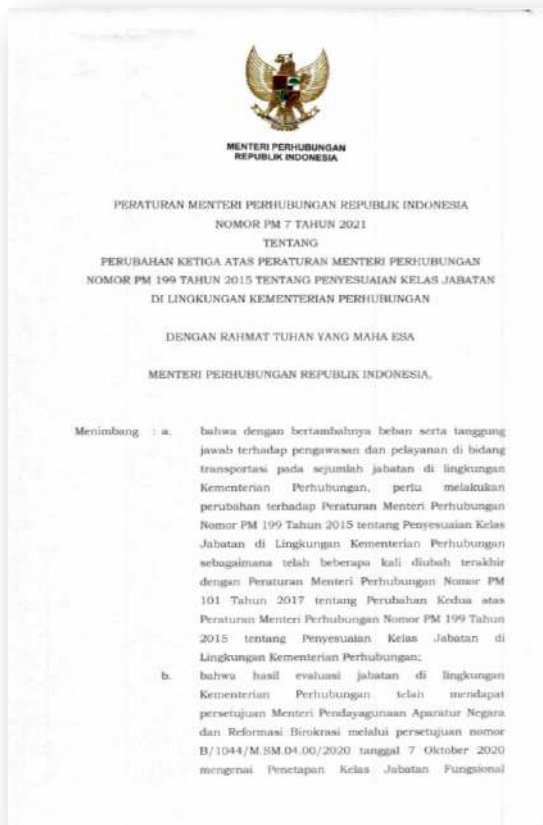 MENTERI PERHUBUNGAN
REPUBLIK INDONESIA
PERATURAN MENTERI PERHUBUNGAN REPUBLIK INDONESIA
NOMOR PM 7 TAHUN 2021
TENTANG
PERUBAHAN KETIGA ATAS PERATURAN MENTERI PERHUBUNGAN
NOMOR PM 199 TAHUN 2015 TENTANG PENYESUAIAN KELAS JABATAN
DI LINGKUNGAN KEMENTERIAN PERHUBUNGAN
DENGAN RAHMAT TUHAN YANG MAHA ESA
MENTERI PERHUBUNGAN REPUBLIK INDONESIA,
Menimbang : a. bahwa dengan bertambahnya beban serta tanggung
jawab terhadap pengawasan dan pelayanan di bidang
transportasi pada sejumlah jabatan di lingkungan
Kementerian Perhubungan, perlu melakukan
perubahan terhadap Peraturan Menteri Perhubungan
Nomor PM 199 Tahun 2015 tentang Penyesuaian Kelas
Jabatan di Lingkungan Kementerian Perhubungan
sebagaimana telah beberapa kali diubah terakhir
dengan Peraturan Menteri Perhubungan Nomor PM
101 Tahun 2017 tentang Perubahan Kedua atas
Peraturan Menteri Perhubungan Nomor PM 199 Tahun
2015 tentang Penyesuaian Kelas Jabatan di
Lingkungan Kementerian Perhubungan;
b. bahwa hasil evaluasi jabatan di lingkungan
Kementerian Perhubungan telah mendapat
persetujuan Menteri Pendayagunaan Aparatur Negara
dan Reformasi Birokrasi melalui persetujuan nomor
B/1044/M.SM.04.00/2020 tanggal 7 Oktober 2020
mengenai Penetapan Kelas Jabatan Fungsional